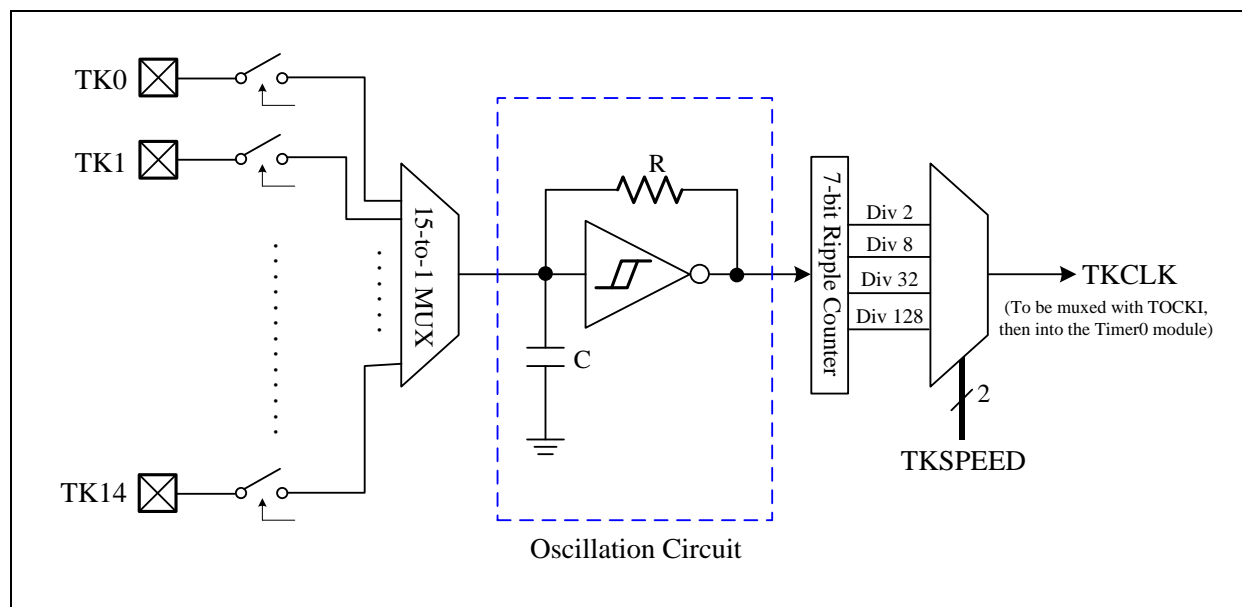 TK0
TK1
TK14
15-to-1 MUX
R
C
Oscillation Circuit
7-bit Ripple Counter
Div 2
Div 8
Div 32
Div 128
2
TKSPEED
TKCLK
(To be muxed with TOCKI,
then into the Timer0 module)